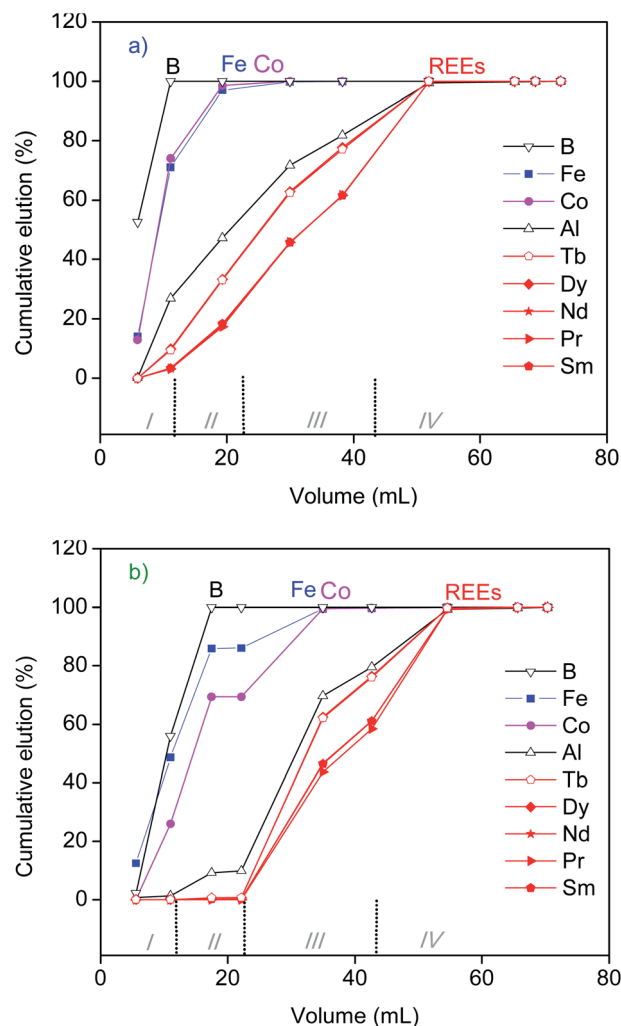 a)
B
Fe Co
REEs
120
100
80
60
40
20
0
Cumulative elution (%)
B
Fe
Co
Al
Tb
Dy
Nd
Pr
Sm
I II III IV
0 20 40 60 80
Volume (mL)
b)
B
Fe Co
REEs
120
100
80
60
40
20
0
Cumulative elution (%)
B
Fe
Co
Al
Tb
Dy
Nd
Pr
Sm
I II III IV
0 20 40 60 80
Volume (mL)